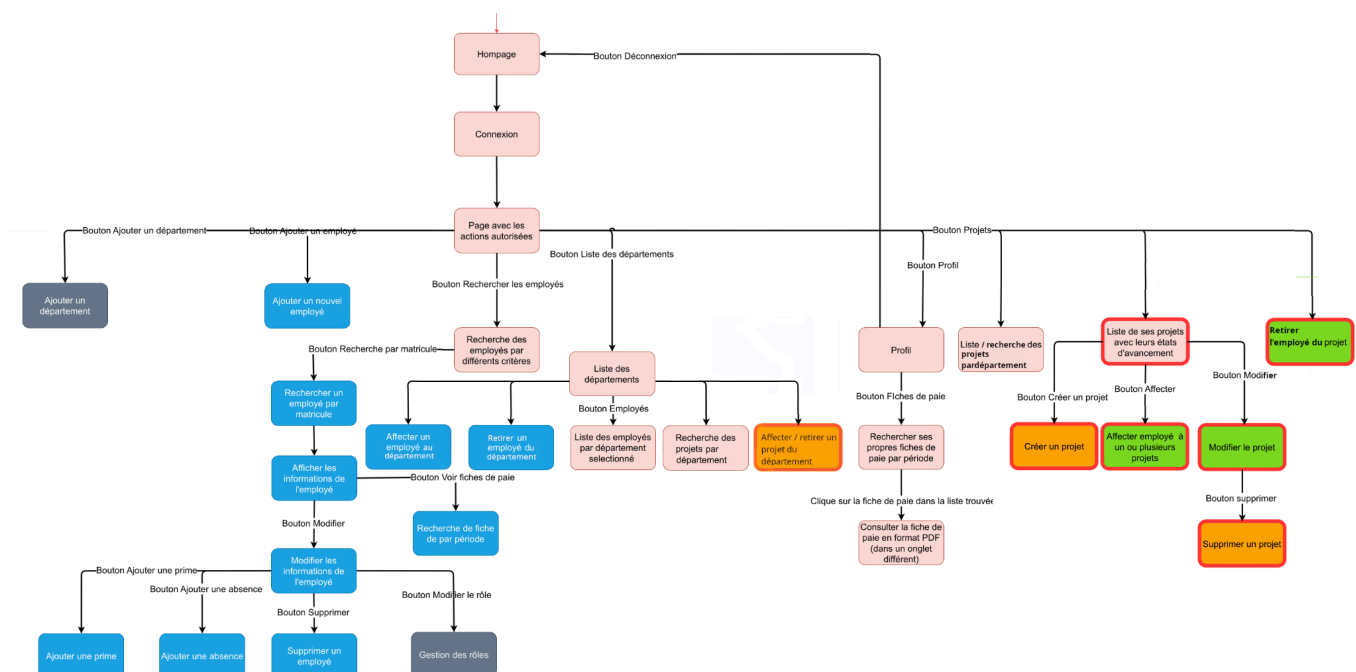 Hompage
Bouton Déconnexion
Connexion
Page avec les
actions autorisées
Bouton Ajouter un département
Bouton Ajouter un employé
Bouton Projets
Bouton Liste des départements
Bouton Profil
Bouton Rechercher les employés
Ajouter un
département
Ajouter un nouvel
employé
Recherche des
employés par
différents critères
Bouton Recherche par matricule
Liste des
départements
Profil
Liste / recherche des
projets
pardépartement
Liste de ses projets
avec leurs états
d'avancement
Retirer
l'employé du projet
Bouton Modifier
Bouton Affecter
Bouton Créer un projet
Bouton FIches de paie
Bouton Employés
Rechercher un
employé par
matricule
Affecter un
employé au
département
Retirer un
employé du
département
Liste des employés
par département
selectionné
Recherche des
projets par
département
Affecter / retirer un
projet du
département
Rechercher ses
propres fiches de
paie par période
Créer un projet
Affecter employé à
un ou plusieurs
projets
Modifier le projet
Afficher les
informations de
l'employé
Bouton Voir fiches de paie
Clique sur la fiche de paie dans la liste trouvée
Bouton supprimer
Bouton Modifier
Recherche de fiche
de par période
Consulter la fiche de
paie en format PDF
(dans un onglet
différent)
Supprimer un projet
Modifier les
informations de
l'employé
Bouton Ajouter une prime
Bouton Ajouter une absence
Bouton Modifier le rôle
Bouton Supprimer
Ajouter une prime
Ajouter une absence
Supprimer un
employé
Gestion des rôles